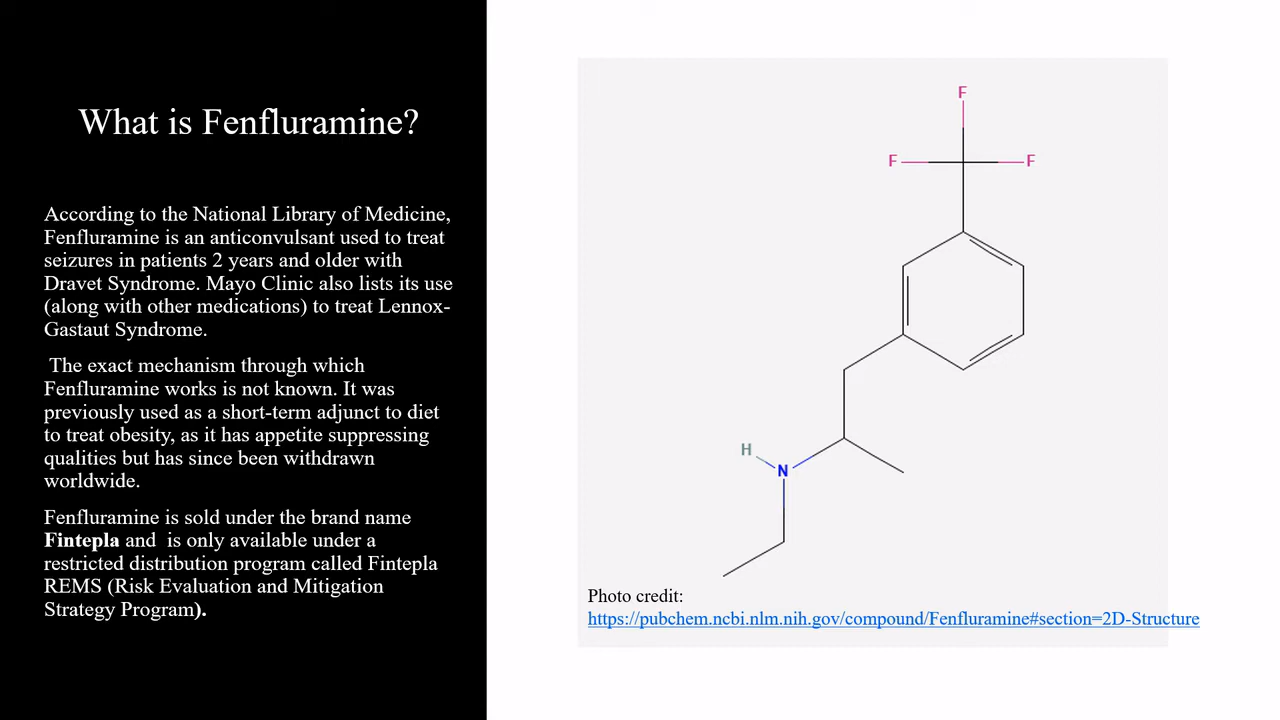 What is Fenfluramine?
According to the National Library of Medicine,
Fenfluramine is an anticonvulsant used to treat
seizures in patients 2 years and older with
Dravet Syndrome. Mayo Clinic also lists its use
(along with other medications) to treat Lennox-
Gastaut Syndrome.
The exact mechanism through which
Fenfluramine works is not known. It was
previously used as a short-term adjunct to diet
to treat obesity, as it has appetite suppressing
qualities but has since been withdrawn
worldwide.
Fenfluramine is sold under the brand name
Fintepla and  is only available under a
restricted distribution program called Fintepla
REMS (Risk Evaluation and Mitigation
Strategy Program).
F
F F
H
N
Photo credit:
https://pubchem.ncbi.nlm.nih.gov/compound/Fenfluramine#section=2D-Structure